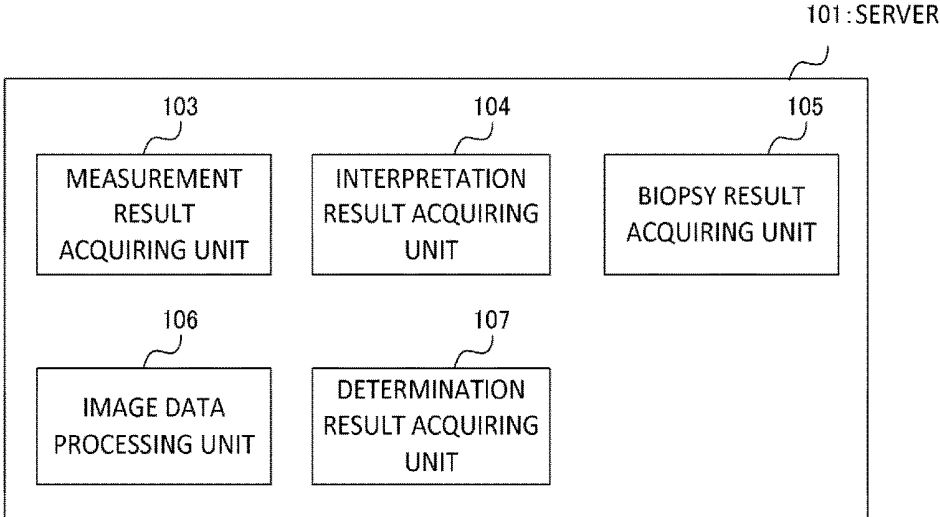 101:SERVER
103
MEASUREMENT
RESULT
ACQUIRING UNIT
104
INTERPRETATION
RESULT ACQUIRING
UNIT
105
BIOPSY RESULT
ACQUIRING UNIT
106
IMAGE DATA
PROCESSING UNIT
107
DETERMINATION
RESULT ACQUIRING
UNIT